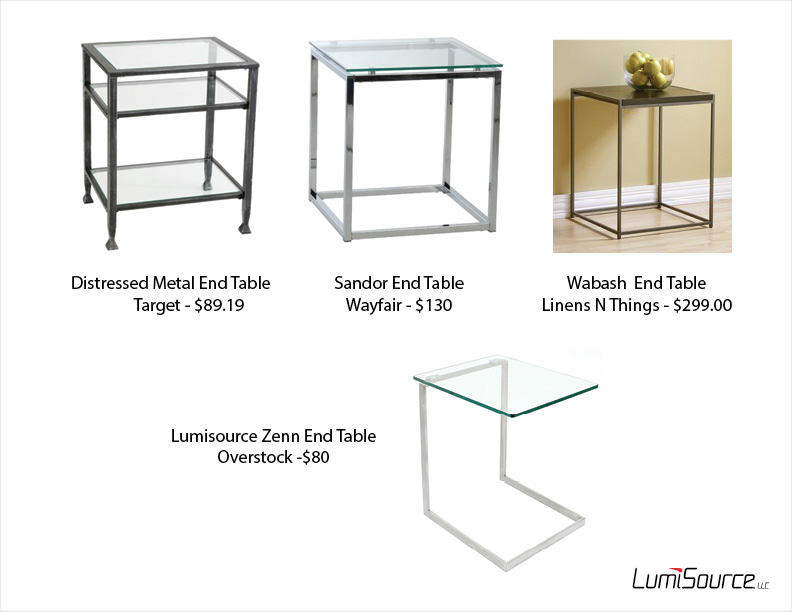 Distressed Metal End Table
Target - $89.19
Sandor End Table
Wayfair - $130
Wabash End Table
Linens N Things - $299.00
Lumisource Zenn End Table
Overstock -$80
LumiSource LLC